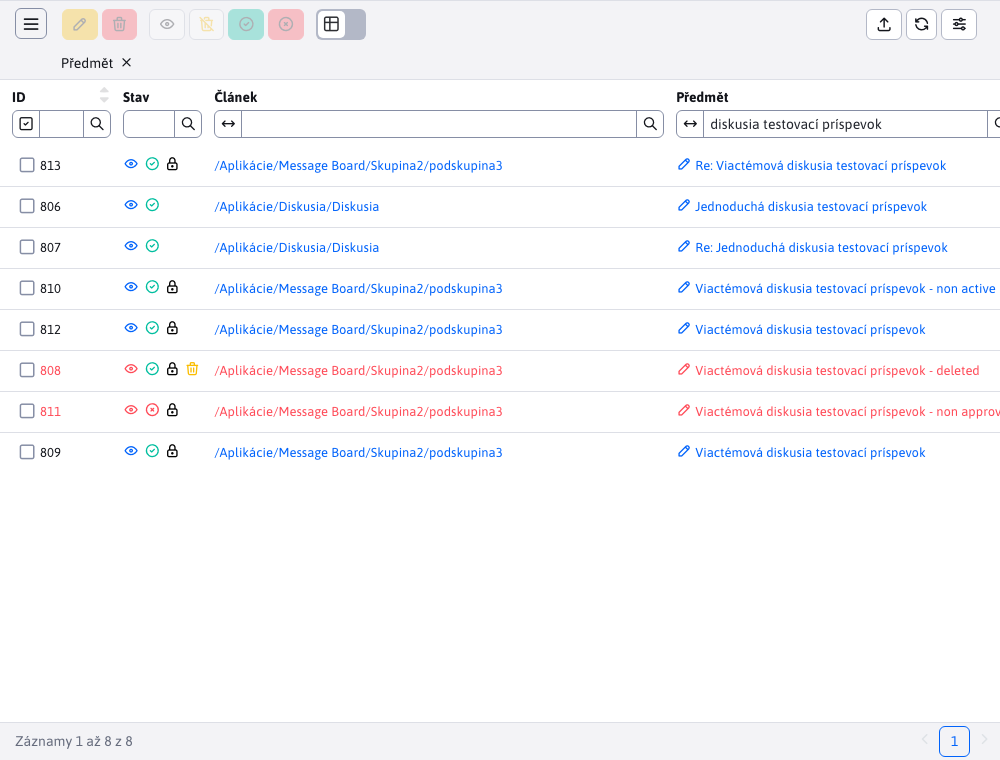 Předmět ×
ID Stav Článek Předmět
diskusia testovací príspevok
813 /Aplikácie/Message Board/Skupina2/podskupina3 Re: Viactémová diskusia testovací príspevok
806 /Aplikácie/Diskusia/Diskusia Jednoduchá diskusia testovací príspevok
807 /Aplikácie/Diskusia/Diskusia Re: Jednoduchá diskusia testovací príspevok
810 /Aplikácie/Message Board/Skupina2/podskupina3 Viactémová diskusia testovací príspevok - non active
812 /Aplikácie/Message Board/Skupina2/podskupina3 Viactémová diskusia testovací príspevok
808 /Aplikácie/Message Board/Skupina2/podskupina3 Viactémová diskusia testovací príspevok - deleted
811 /Aplikácie/Message Board/Skupina2/podskupina3 Viactémová diskusia testovací príspevok - non approv
809 /Aplikácie/Message Board/Skupina2/podskupina3 Viactémová diskusia testovací príspevok
Záznamy 1 až 8 z 8 1